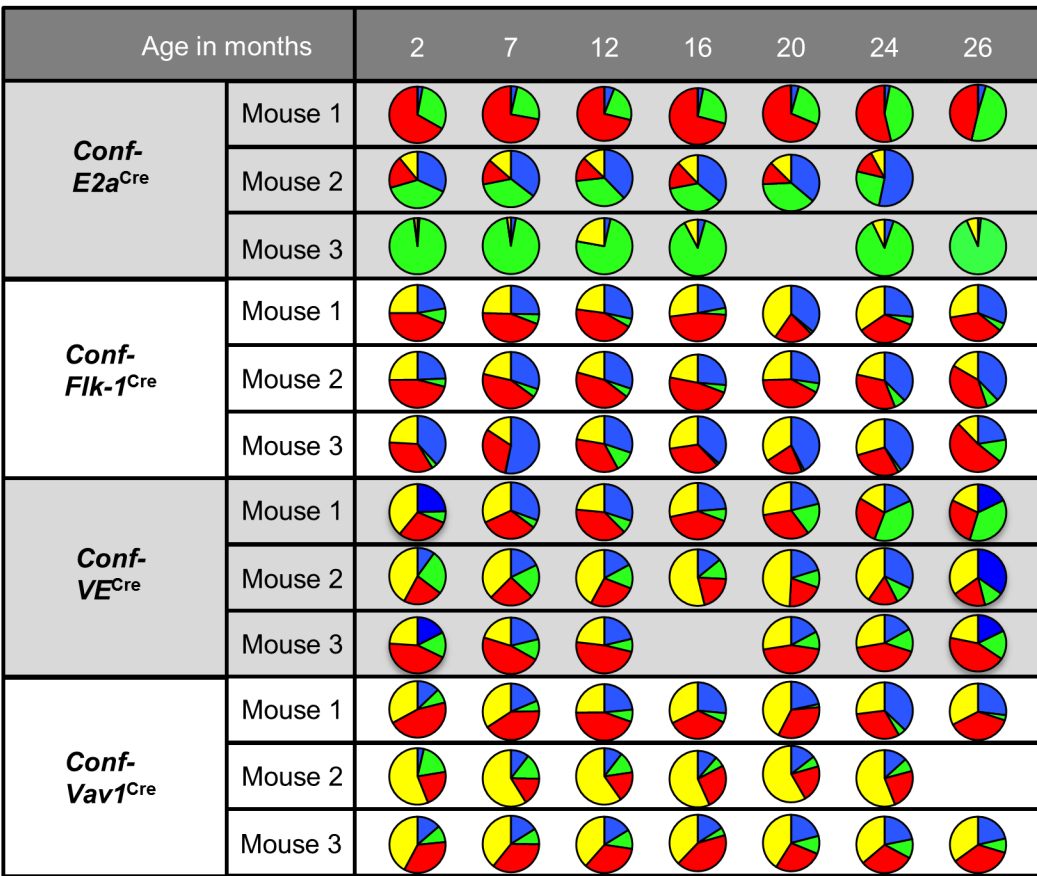 Age in months 2 7 12 16 20 24 26
Conf-
E2aCre
Mouse 1
Mouse 2
Mouse 3
Conf-
Flk-1Cre
Mouse 1
Mouse 2
Mouse 3
Conf-
VECre
Mouse 1
Mouse 2
Mouse 3
Conf-
Vav1Cre
Mouse 1
Mouse 2
Mouse 3